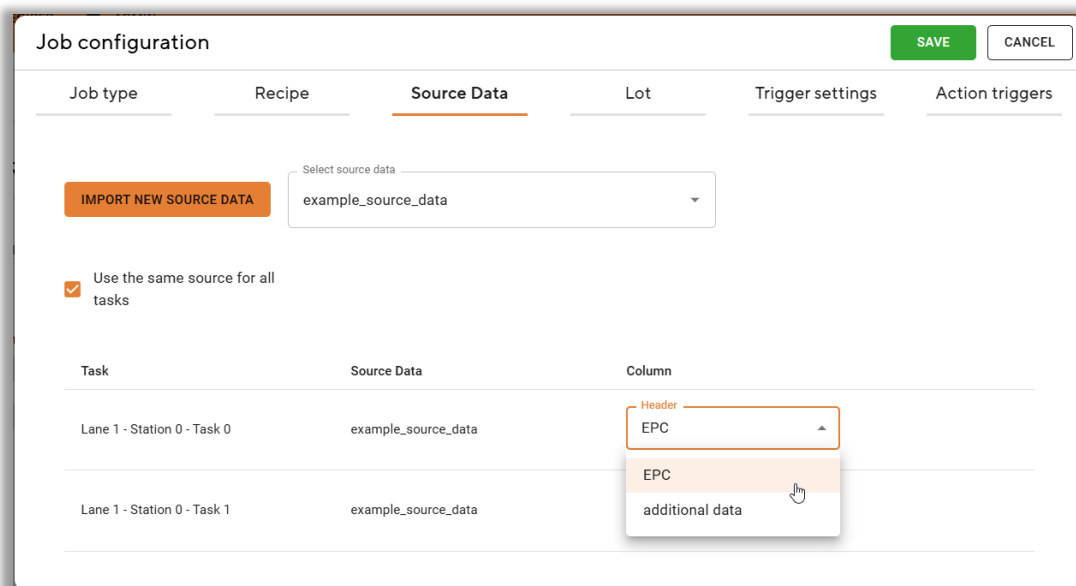 Job configuration
SAVE
CANCEL
Job type
Recipe
Source Data
Lot
Trigger settings
Action triggers
IMPORT NEW SOURCE DATA
Select source data
example_source_data
Use the same source for all
tasks
Task
Source Data
Column
Lane 1 - Station 0 - Task 0
example_source_data
Header
EPC
EPC
additional data
Lane 1 - Station 0 - Task 1
example_source_data